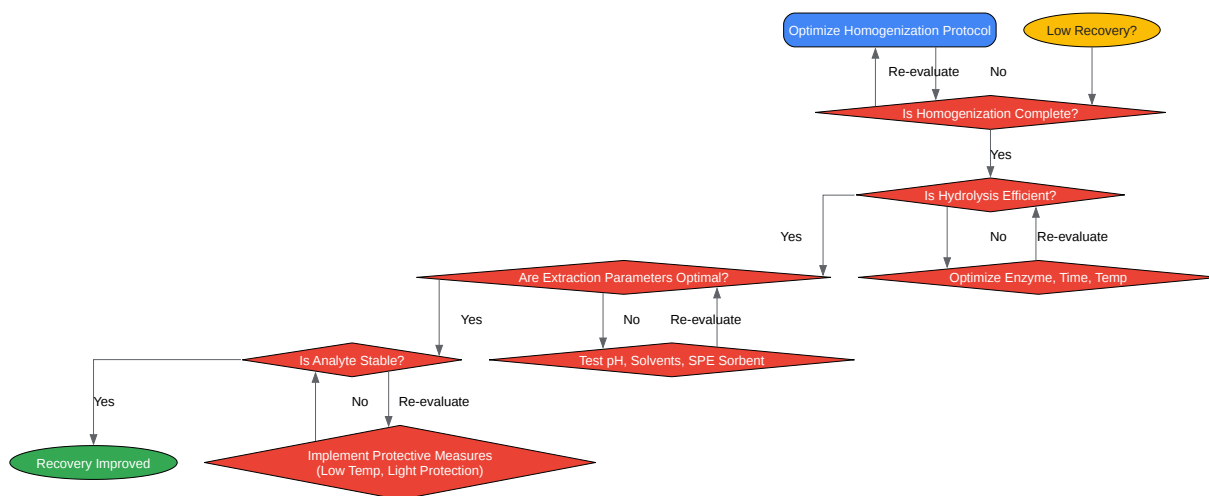 Optimize Homogenization Protocol
Low Recovery?
Re-evaluate
No
Is Homogenization Complete?
Yes
Is Hydrolysis Efficient?
Yes
No
Re-evaluate
Are Extraction Parameters Optimal?
Optimize Enzyme, Time, Temp
Yes
No
Re-evaluate
Is Analyte Stable?
Test pH, Solvents, SPE Sorbent
Yes
No
Re-evaluate
Recovery Improved
Implement Protective Measures
(Low Temp, Light Protection)